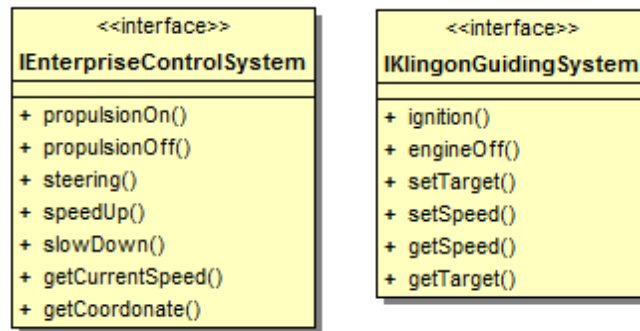 <<interface>>
IEnterpriseControlSystem
+ propulsionOn()
+ propulsionOff()
+ steering()
+ speedUp()
+ slowDown()
+ getCurrentSpeed()
+ getCoordonate()
<<interface>>
IKlingonGuidingSystem
+ ignition()
+ engineOff()
+ setTarget()
+ setSpeed()
+ getSpeed()
+ getTarget()